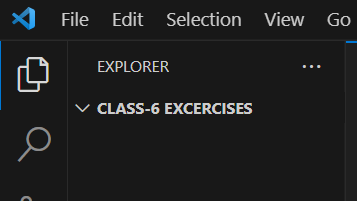 File Edit Selection View Go
EXPLORER
CLASS-6 EXCERCISES